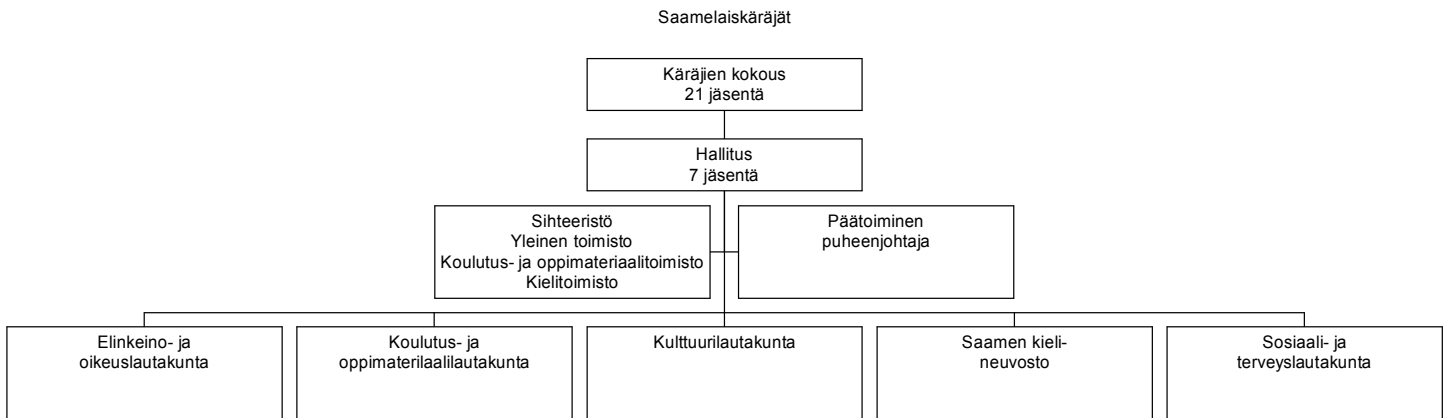 Saamelaiskäräjät
Käräjien kokous
21 jäsentä
Hallitus
7 jäsentä
Sihteeristö
Yleinen toimisto
Koulutus- ja oppimateriaalitoimisto
Kielitoimisto
Päätoiminen
puheenjohtaja
Elinkeino- ja
oikeuslautakunta
Koulutus- ja
oppimaterilaalilautakunta
Kulttuurilautakunta
Saamen kieli-
neuvosto
Sosiaali- ja
terveyslautakunta